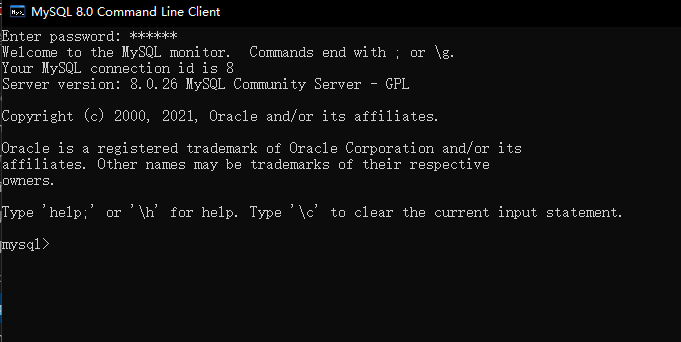 MySQL 8.0 Command Line Client
Enter password: ******
Welcome to the MySQL monitor.  Commands end with ; or \g.
Your MySQL connection id is 8
Server version: 8.0.26 MySQL Community Server - GPL
Copyright (c) 2000, 2021, Oracle and/or its affiliates.
Oracle is a registered trademark of Oracle Corporation and/or its
affiliates. Other names may be trademarks of their respective
owners.
Type 'help;' or '\h' for help. Type '\c' to clear the current input statement.
mysql>